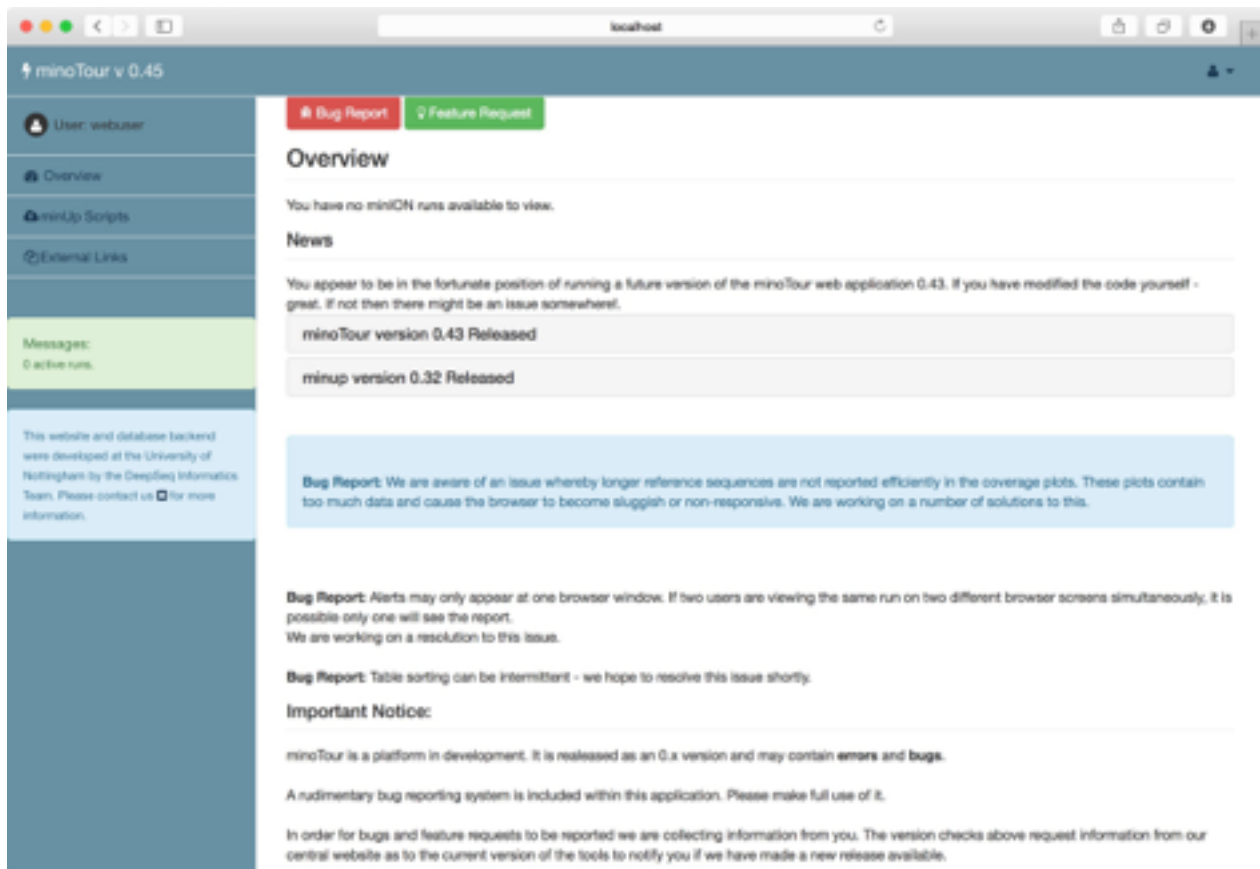 localhost
minoTour v 0.45
User: webuser
Overview
minUp Scripts
External Links
Messages:
0 active runs.
This website and database backend
were developed at the University of
Nottingham by the DeepSeq Informatics
Team. Please contact us for more
information.
Bug Report
Feature Request
Overview
You have no minION runs available to view.
News
You appear to be in the fortunate position of running a future version of the minoTour web application 0.43. If you have modified the code yourself -
great. If not then there might be an issue somewhere!.
minoTour version 0.43 Released
minup version 0.32 Released
Bug Report: We are aware of an issue whereby longer reference sequences are not reported efficiently in the coverage plots. These plots contain
too much data and cause the browser to become sluggish or non-responsive. We are working on a number of solutions to this.
Bug Report: Alerts may only appear at one browser window. If two users are viewing the same run on two different browser screens simultaneously, it is
possible only one will see the report.
We are working on a resolution to this issue.
Bug Report: Table sorting can be intermittent - we hope to resolve this issue shortly.
Important Notice:
minoTour is a platform in development. It is realeased as an 0.x version and may contain errors and bugs.
A rudimentary bug reporting system is included within this application. Please make full use of it.
In order for bugs and feature requests to be reported we are collecting information from you. The version checks above request information from our
central website as to the current version of the tools to notify you if we have made a new release available.